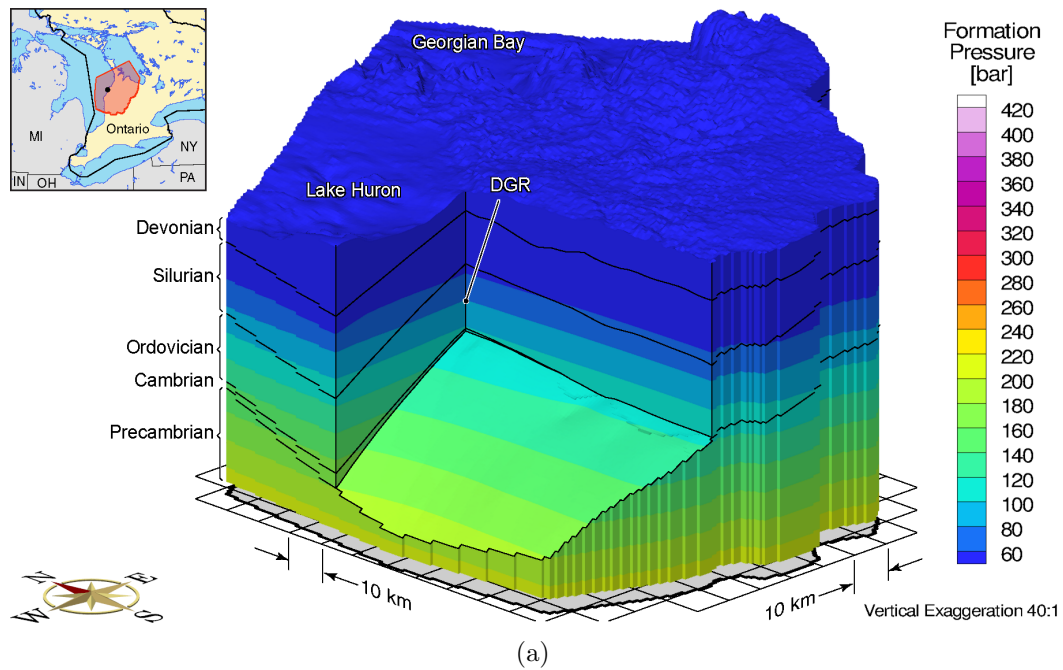 MI
Ontario
NY
PA
IN
OH
Georgian Bay
Lake Huron
DGR
Devonian
Silurian
Ordovician
Cambrian
Precambrian
Formation
Pressure
[bar]
420
400
380
360
340
320
300
280
260
240
220
200
180
160
140
120
100
80
60
10 km
10 km
N
E
W
S
Vertical Exaggeration 40:1
(a)